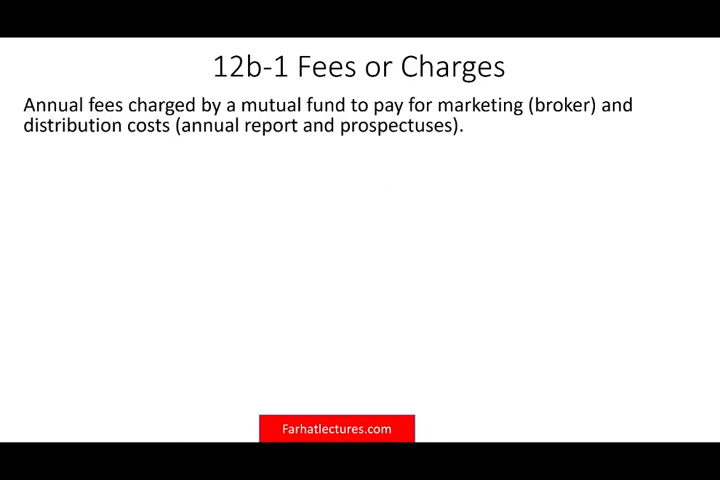 12b-1 Fees or Charges
Annual fees charged by a mutual fund to pay for marketing (broker) and
distribution costs (annual report and prospectuses).
Farhatlectures.com